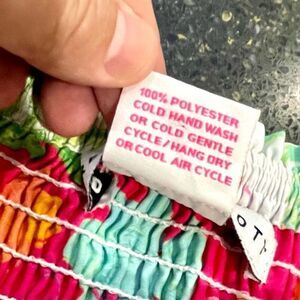 100% POLYESTER
COLD HAND WASH
OR COLD GENTLE
CYCLE/HANG DRY
OR COOL AIR CYCLE